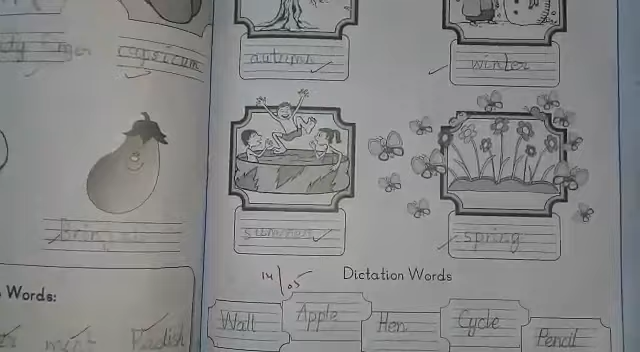 capsicum
Words:
Radish
autumn
winter
summer
spring
14/05
Dictation Words
Wall
Apple
Hen
Cycle
Pencil